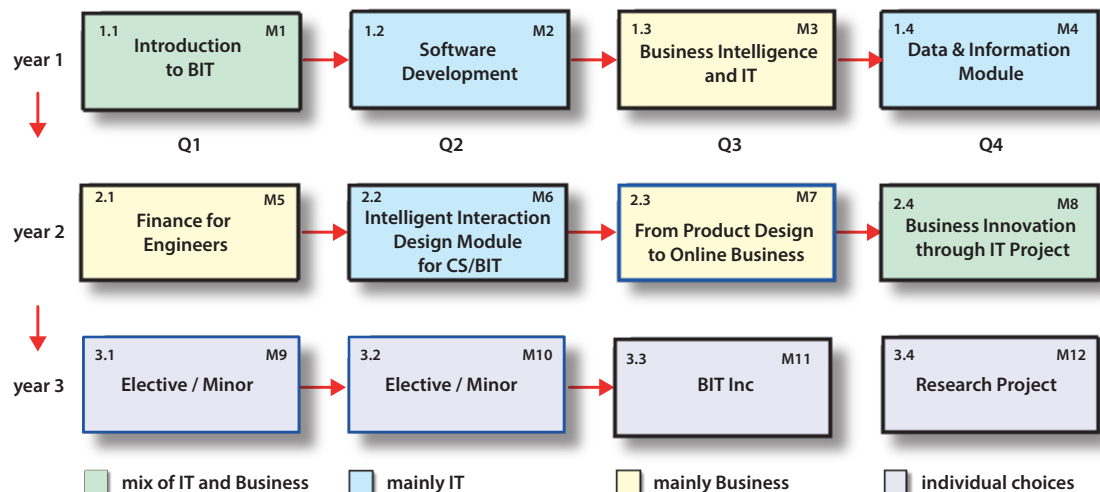 1.1 M1
Introduction
to BIT
1.2 M2
Software
Development
1.3 M3
Business Intelligence
and IT
1.4 M4
Data & Information
Module
year 1
Q1 Q2 Q3 Q4
2.1 M5
Finance for
Engineers
2.2 M6
Intelligent Interaction
Design Module
for CS/BIT
2.3 M7
From Product Design
to Online Business
2.4 M8
Business Innovation
through IT Project
year 2
3.1 M9
Elective / Minor
3.2 M10
Elective / Minor
3.3 M11
BIT Inc
3.4 M12
Research Project
year 3
mix of IT and Business
mainly IT
mainly Business
individual choices